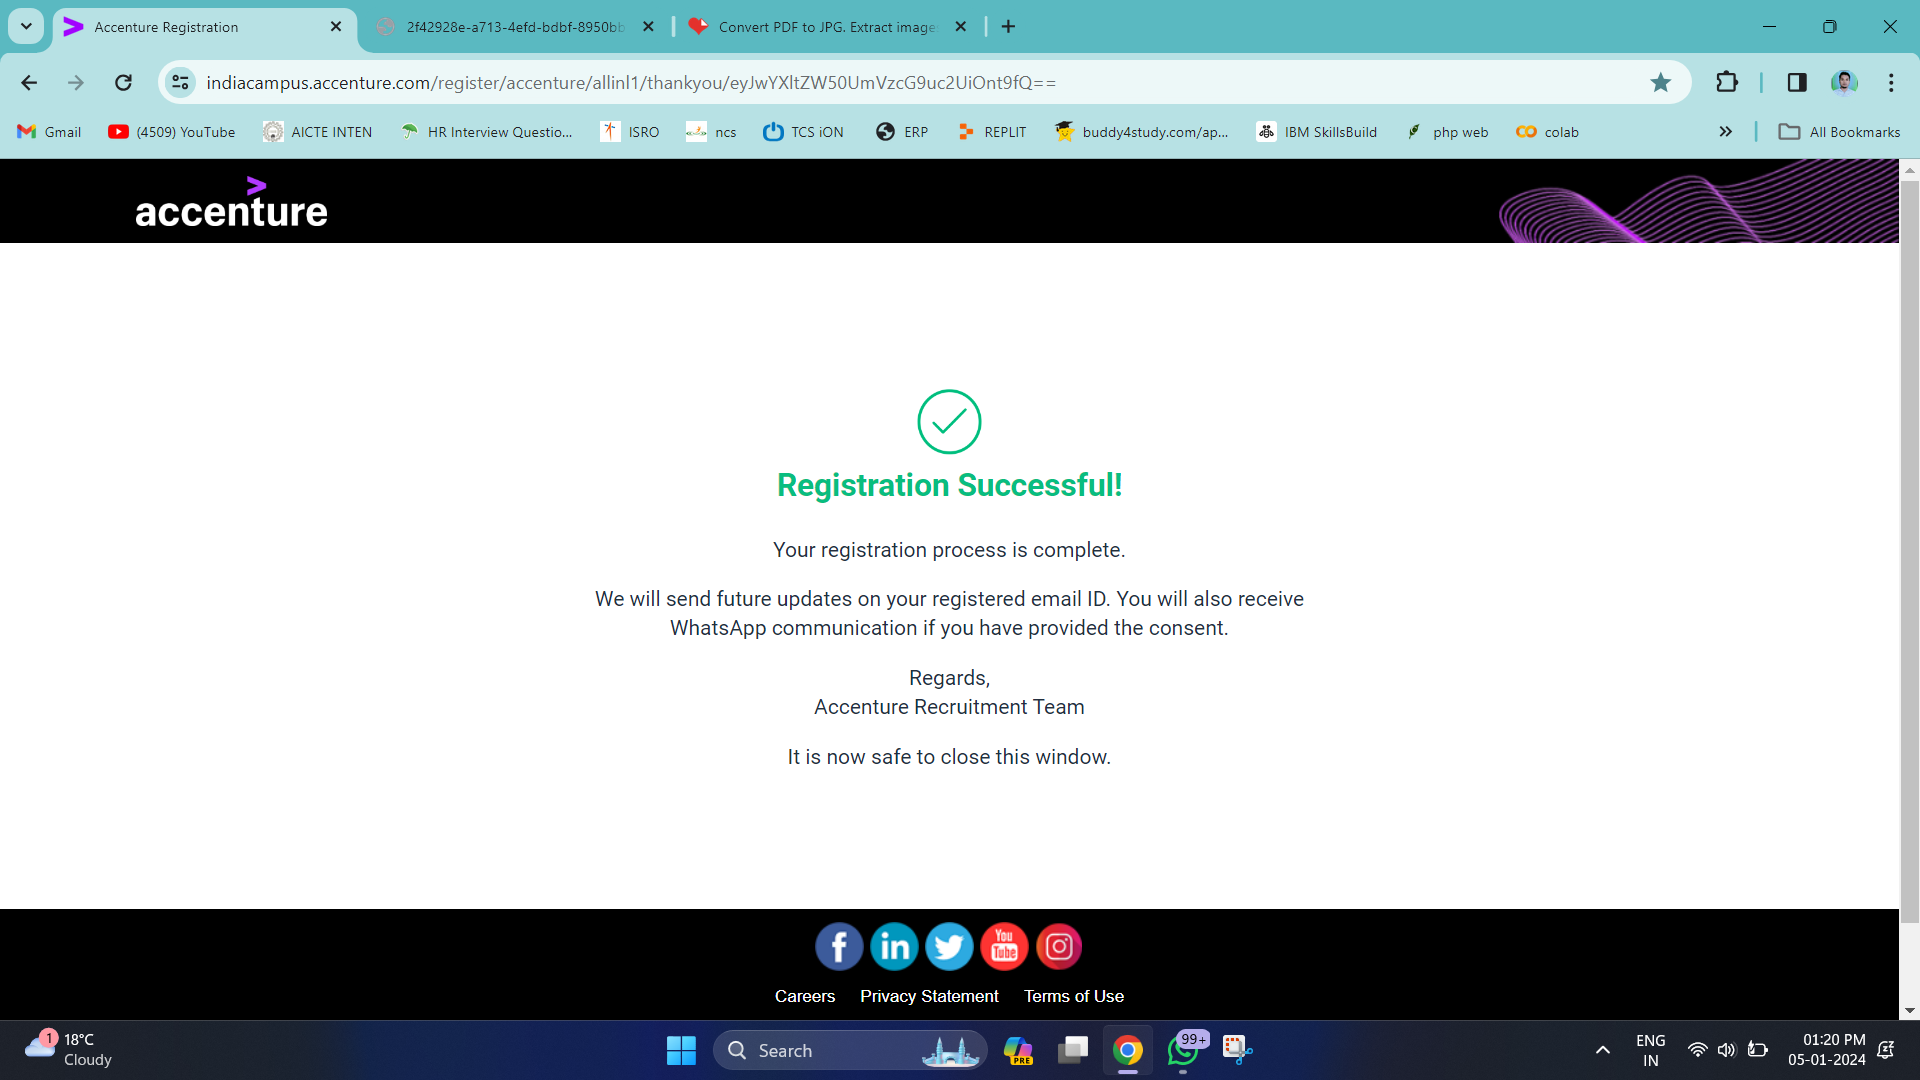 Accenture Registration
2f42928e-a713-4efd-bdbf-8950bb
Convert PDF to JPG. Extract image
indiacampus.accenture.com/register/accenture/allinl1/thankyou/eyJwYXltZW50UmVzcG9uc2UiOnt9fQ==
Gmail
(4509) YouTube
AICTE INTEN
HR Interview Questio...
ISRO
ncs
TCS iON
ERP
REPLIT
buddy4study.com/ap...
IBM SkillsBuild
php web
colab
All Bookmarks
accenture
Registration Successful!
Your registration process is complete.
We will send future updates on your registered email ID. You will also receive
WhatsApp communication if you have provided the consent.
Regards,
Accenture Recruitment Team
It is now safe to close this window.
You
Tube
Careers
Privacy Statement
Terms of Use
1
18°C
Cloudy
Search
PRE
99+
ENG
IN
01:20 PM
05-01-2024